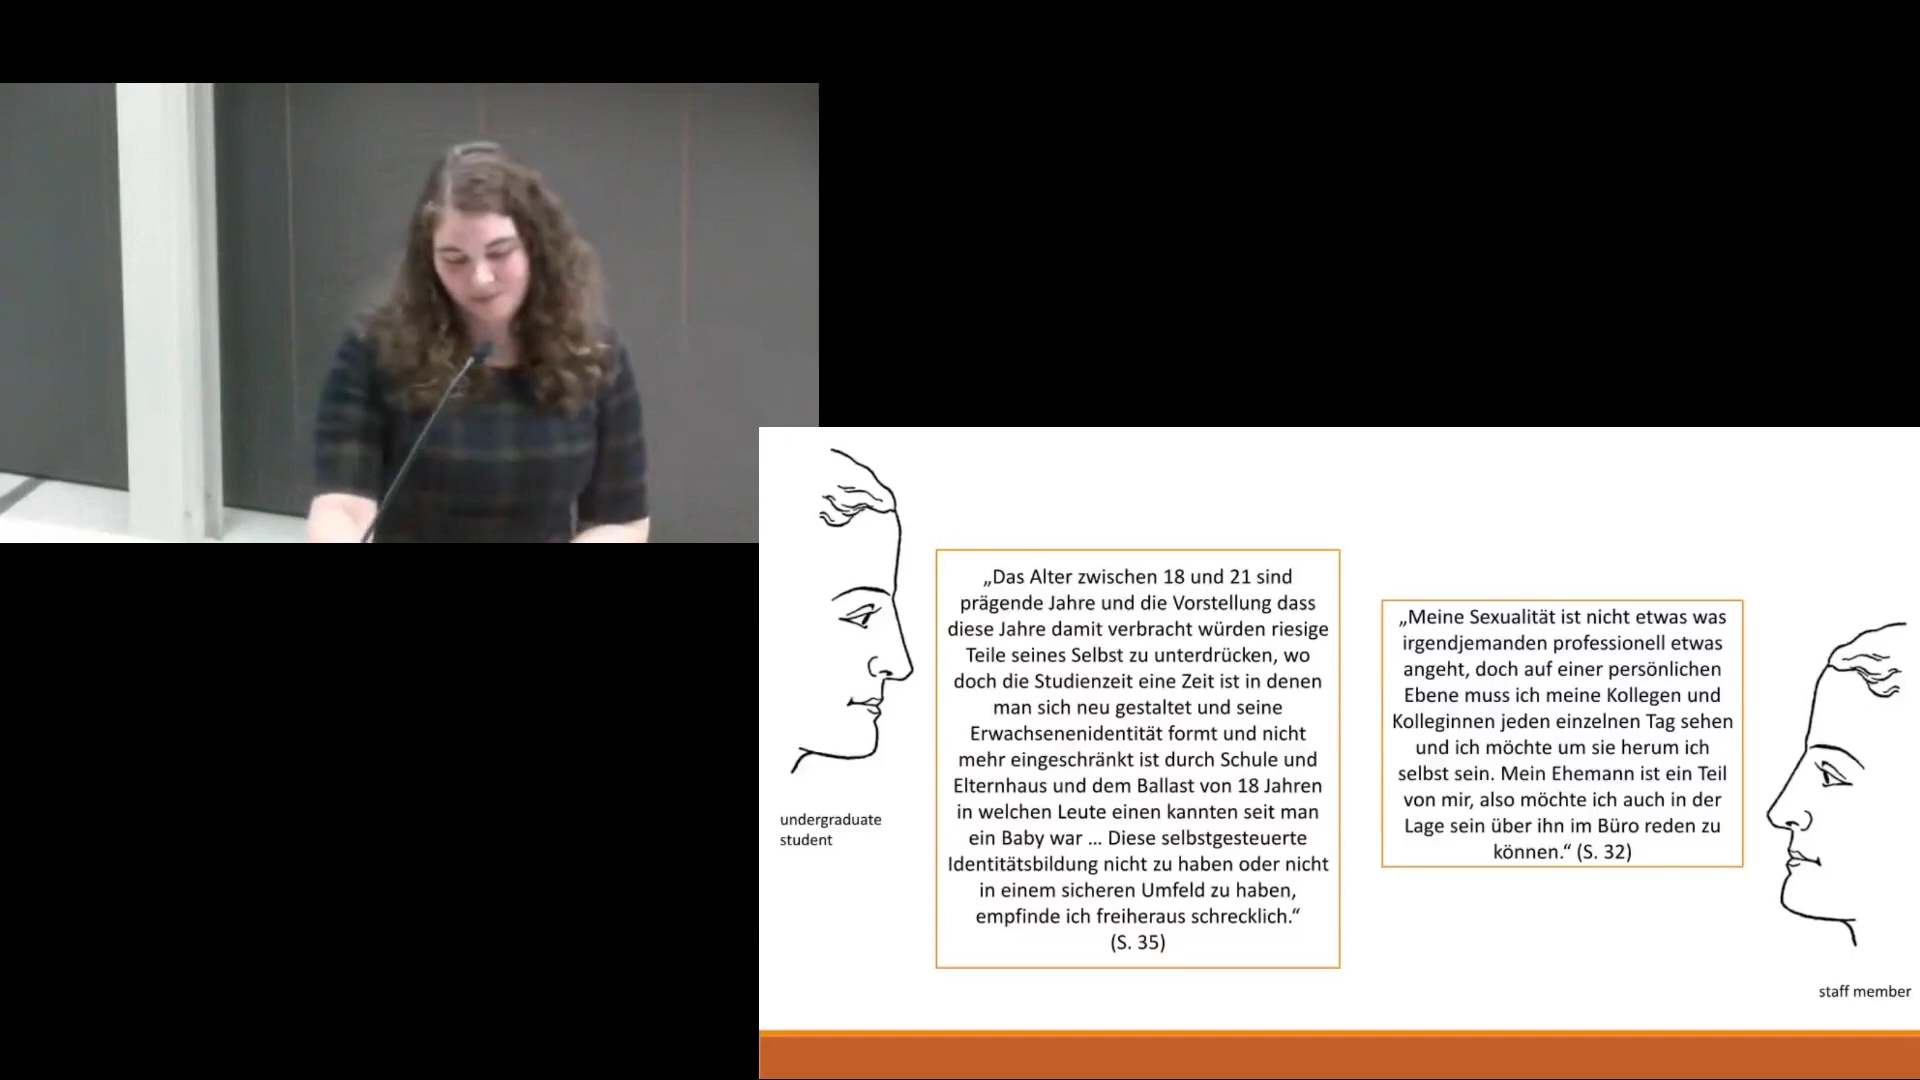 „Das Alter zwischen 18 und 21 sind
prägende Jahre und die Vorstellung dass
diese Jahre damit verbracht würden riesige
Teile seines Selbst zu unterdrücken, wo
doch die Studienzeit eine Zeit ist in denen
man sich neu gestaltet und seine
Erwachsenenidentität formt und nicht
mehr eingeschränkt ist durch Schule und
Elternhaus und dem Ballast von 18 Jahren
in welchen Leute einen kannten seit man
ein Baby war ... Diese selbstgesteuerte
Identitätsbildung nicht zu haben oder nicht
in einem sicheren Umfeld zu haben,
empfinde ich freiheraus schrecklich.“
(S. 35)
undergraduate
student
„Meine Sexualität ist nicht etwas was
irgendjemanden professionell etwas
angeht, doch auf einer persönlichen
Ebene muss ich meine Kollegen und
Kolleginnen jeden einzelnen Tag sehen
und ich möchte um sie herum ich
selbst sein. Mein Ehemann ist ein Teil
von mir, also möchte ich auch in der
Lage sein über ihn im Büro reden zu
können.“ (S. 32)
staff member